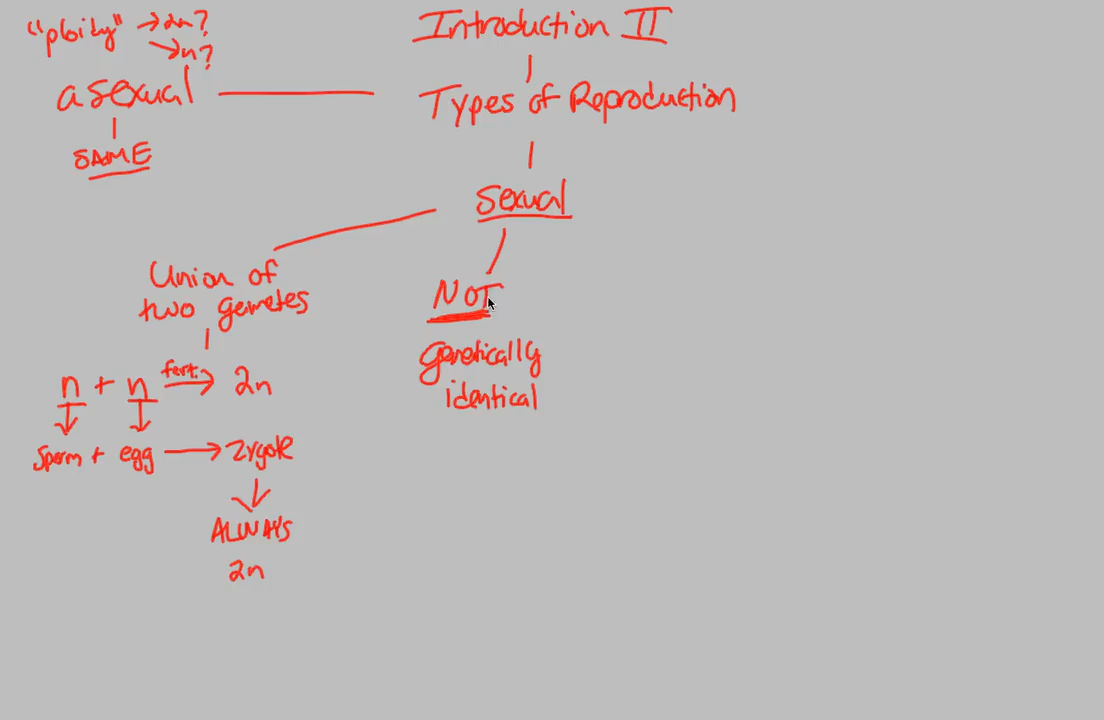 Introduction II
Types of Reproduction
"ploidy" → 2n?
→ n?
asexual
SAME
sexual
Union of
two gemetes
n + n fert. → 2n
sperm + egg → zygote
ALWAYS
2n
NOT
genetically
identical